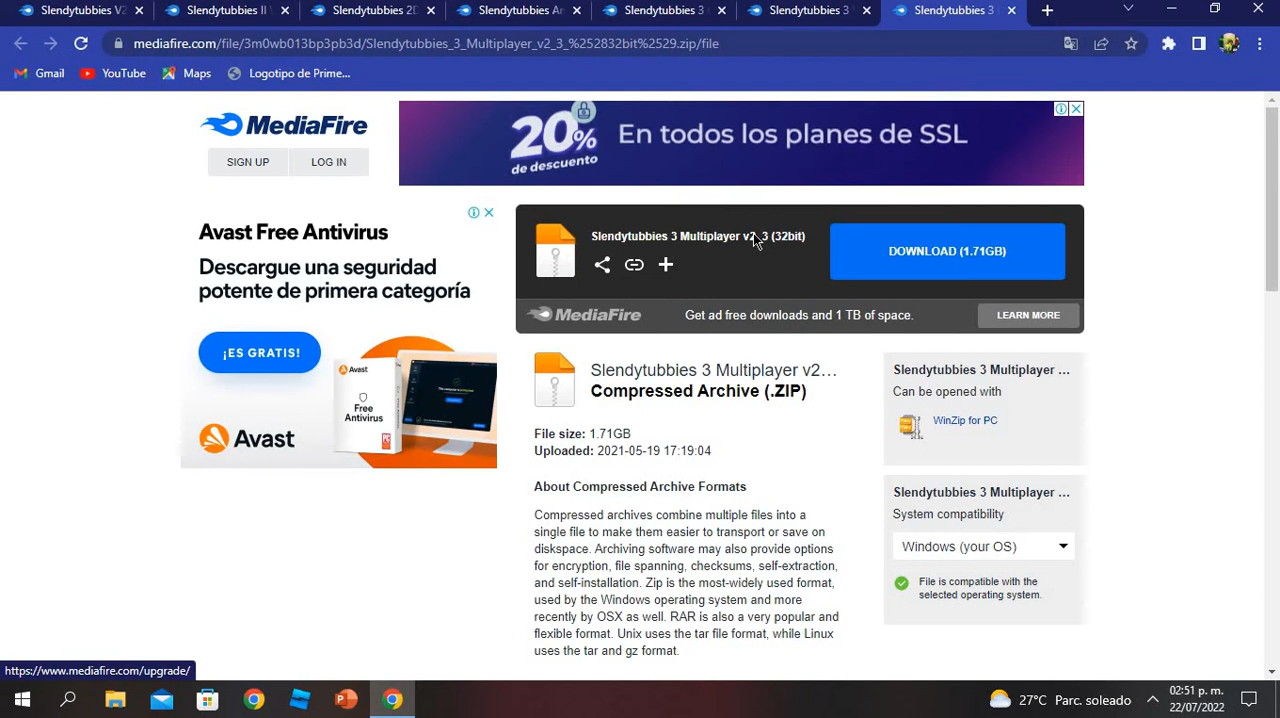 Slendytubbies V2
Slendytubbies II V
Slendytubbies 2D
Slendytubbies An
Slendytubbies 3
Slendytubbies 3
Slendytubbies 3
mediafire.com/file/3m0wb013bp3pb3d/Slendytubbies_3_Multiplayer_v2_3_%252832bit%2529.zip/file
Gmail
YouTube
Maps
Logotipo de Prime...
MediaFire
SIGN UP
LOG IN
20%
de descuento
En todos los planes de SSL
Avast Free Antivirus
Descargue una seguridad
potente de primera categoría
¡ES GRATIS!
Avast
Free
Antivirus
Avast
Slendytubbies 3 Multiplayer v2_3 (32bit)
DOWNLOAD (1.71GB)
MediaFire
Get ad free downloads and 1 TB of space.
LEARN MORE
Slendytubbies 3 Multiplayer v2...
Compressed Archive (.ZIP)
File size: 1.71GB
Uploaded: 2021-05-19 17:19:04
About Compressed Archive Formats
Compressed archives combine multiple files into a
single file to make them easier to transport or save on
diskspace. Archiving software may also provide options
for encryption, file spanning, checksums, self-extraction,
and self-installation. Zip is the most-widely used format,
used by the Windows operating system and more
recently by OSX as well. RAR is also a very popular and
flexible format. Unix uses the tar file format, while Linux
uses the tar and gz format.
Slendytubbies 3 Multiplayer ...
Can be opened with
WinZip for PC
Slendytubbies 3 Multiplayer ...
System compatibility
Windows (your OS)
File is compatible with the
selected operating system.
https://www.mediafire.com/upgrade/
27°C Parc. soleado
02:51 p. m.
22/07/2022